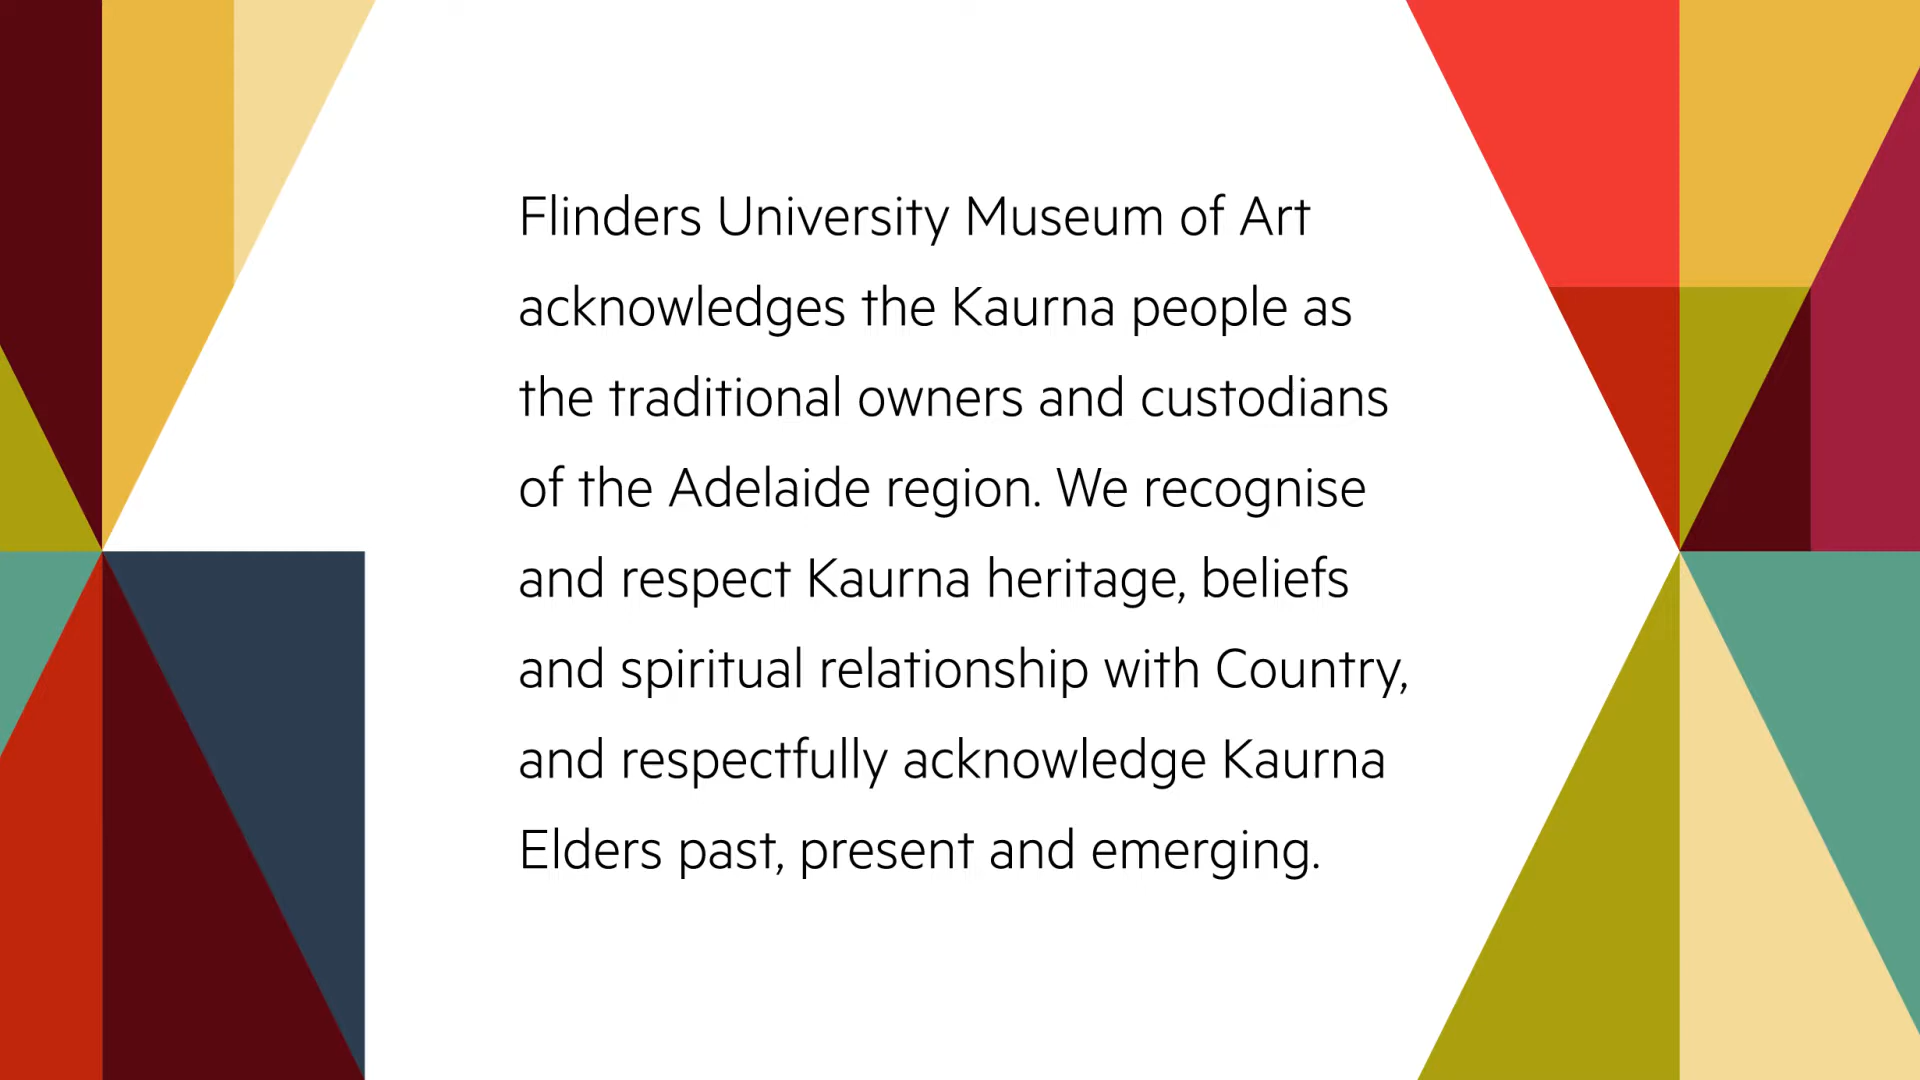 Flinders University Museum of Art
acknowledges the Kaurna people as
the traditional owners and custodians
of the Adelaide region. We recognise
and respect Kaurna heritage, beliefs
and spiritual relationship with Country,
and respectfully acknowledge Kaurna
Elders past, present and emerging.